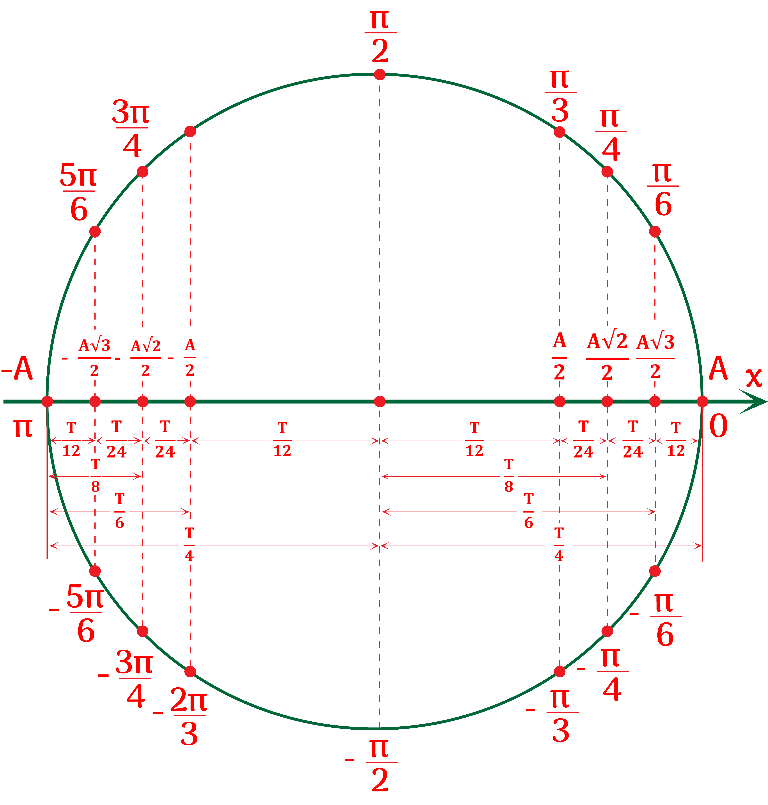 π/2
π/3
3π/4
π/4
5π/6
π/6
- A√3/2 - A√2/2 - A/2 A/2 A√2/2 A√3/2
-A A x
π 0
T/12 T/24 T/24 T/12 T/12 T/24 T/24 T/12
T/8 T/8
T/6 T/6
T/4 T/4
- 5π/6 - π/6
- 3π/4 - π/4
- 2π/3 - π/3
- π/2